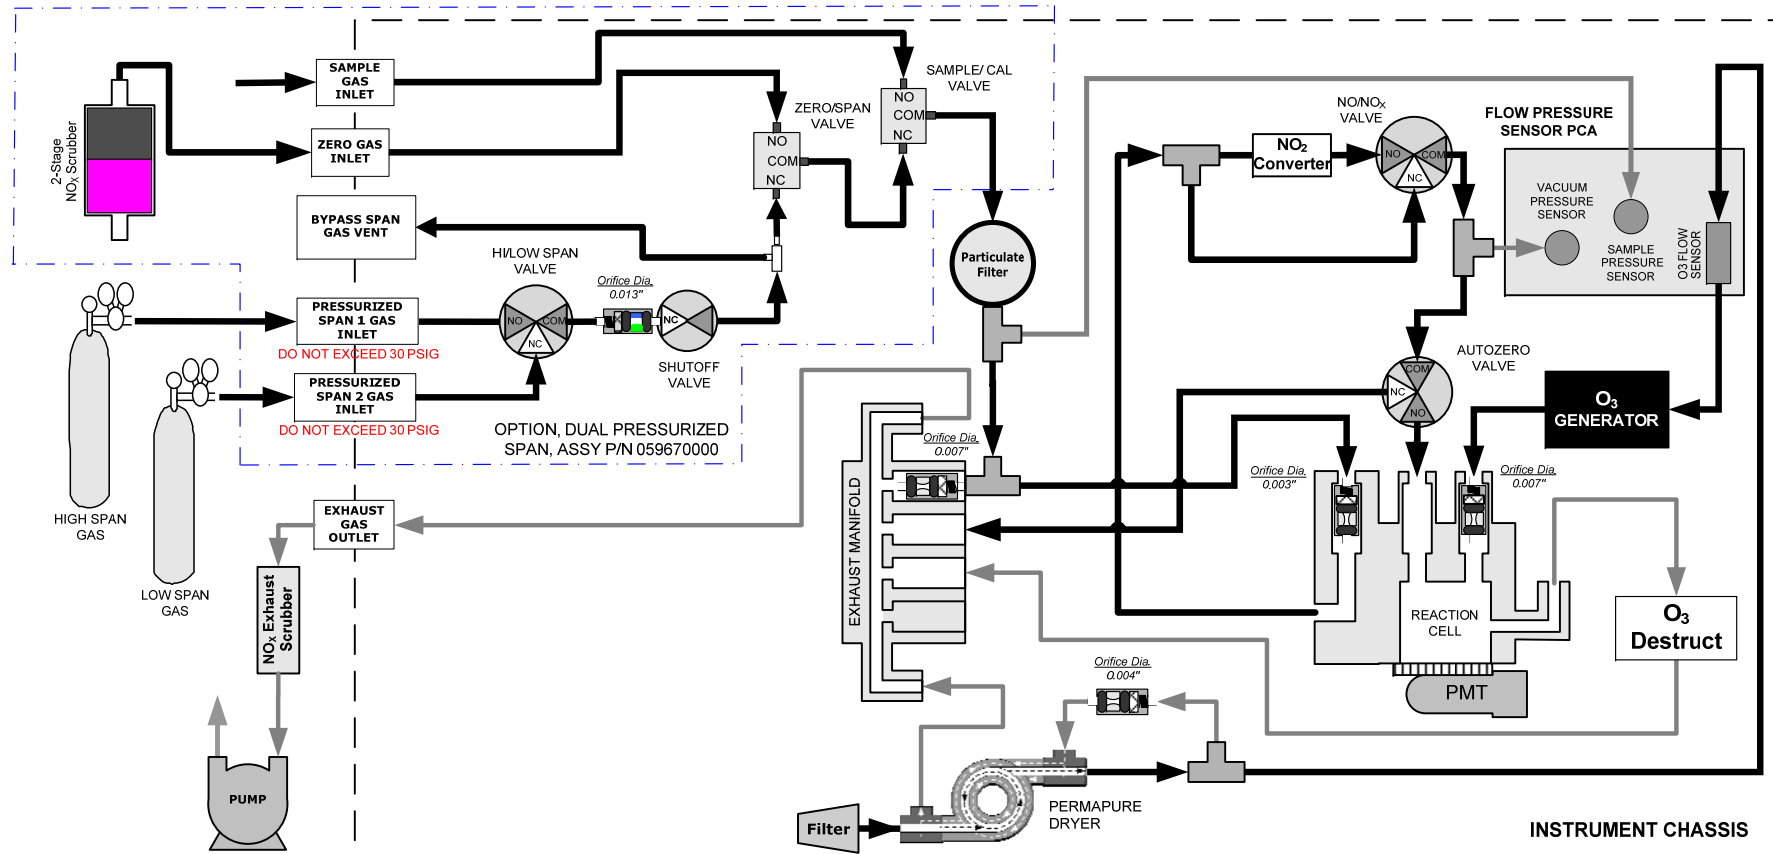 2-Stage
NOX Scrubber
SAMPLE
GAS
INLET
ZERO GAS
INLET
BYPASS SPAN
GAS VENT
PRESSURIZED
SPAN 1 GAS
INLET
DO NOT EXCEED 30 PSIG
PRESSURIZED
SPAN 2 GAS
INLET
DO NOT EXCEED 30 PSIG
HIGH SPAN
GAS
LOW SPAN
GAS
EXHAUST
GAS
OUTLET
NOX Exhaust
Scrubber
PUMP
HI/LOW SPAN
VALVE
NO
COM
NC
Orifice Dia.
0.013"
NC
SHUTOFF
VALVE
OPTION, DUAL PRESSURIZED
SPAN, ASSY P/N 059670000
ZERO/SPAN
VALVE
NO
COM
NC
SAMPLE/ CAL
VALVE
NO
COM
NC
Particulate
Filter
Orifice Dia.
0.007"
EXHAUST MANIFOLD
Filter
PERMAPURE
DRYER
Orifice Dia.
0.004"
NO2
Converter
NO/NOX
VALVE
NO
COM
NC
FLOW PRESSURE
SENSOR PCA
VACUUM
PRESSURE
SENSOR
SAMPLE
PRESSURE
SENSOR
O3 FLOW
SENSOR
AUTOZERO
VALVE
COM
NC
NO
O3
GENERATOR
Orifice Dia.
0.003"
Orifice Dia.
0.007"
REACTION
CELL
PMT
O3
Destruct
INSTRUMENT CHASSIS